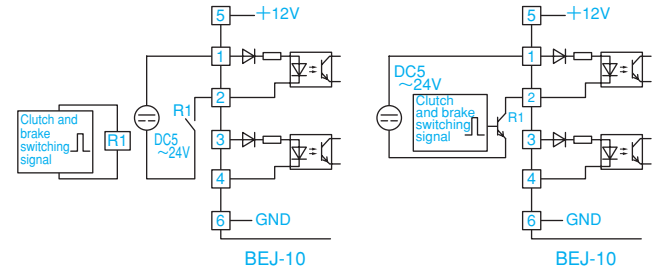 5 +12V
1
2
R1
Clutch and
brake
switching
signal
R1
DC5
~24V
3
4
6 GND
BEJ-10
5 +12V
1
DC5
~24V
2
Clutch
and brake
switching
signal
R1
3
4
6 GND
BEJ-10